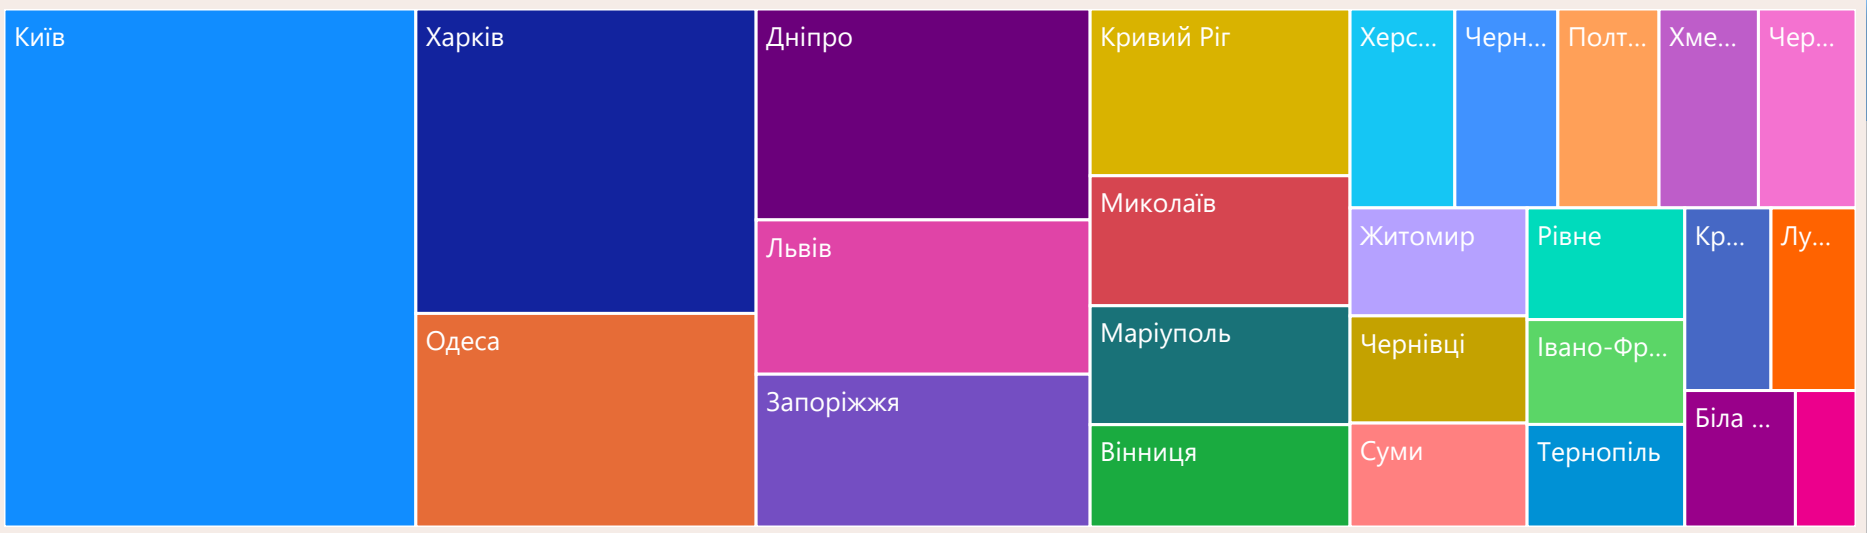 Київ
Харків
Одеса
Дніпро
Львів
Запоріжжя
Кривий Ріг
Миколаїв
Маріуполь
Вінниця
Херс...
Черн...
Полт...
Хме...
Чер...
Житомир
Чернівці
Суми
Рівне
Івано-Фр...
Тернопіль
Кр...
Лу...
Біла ...